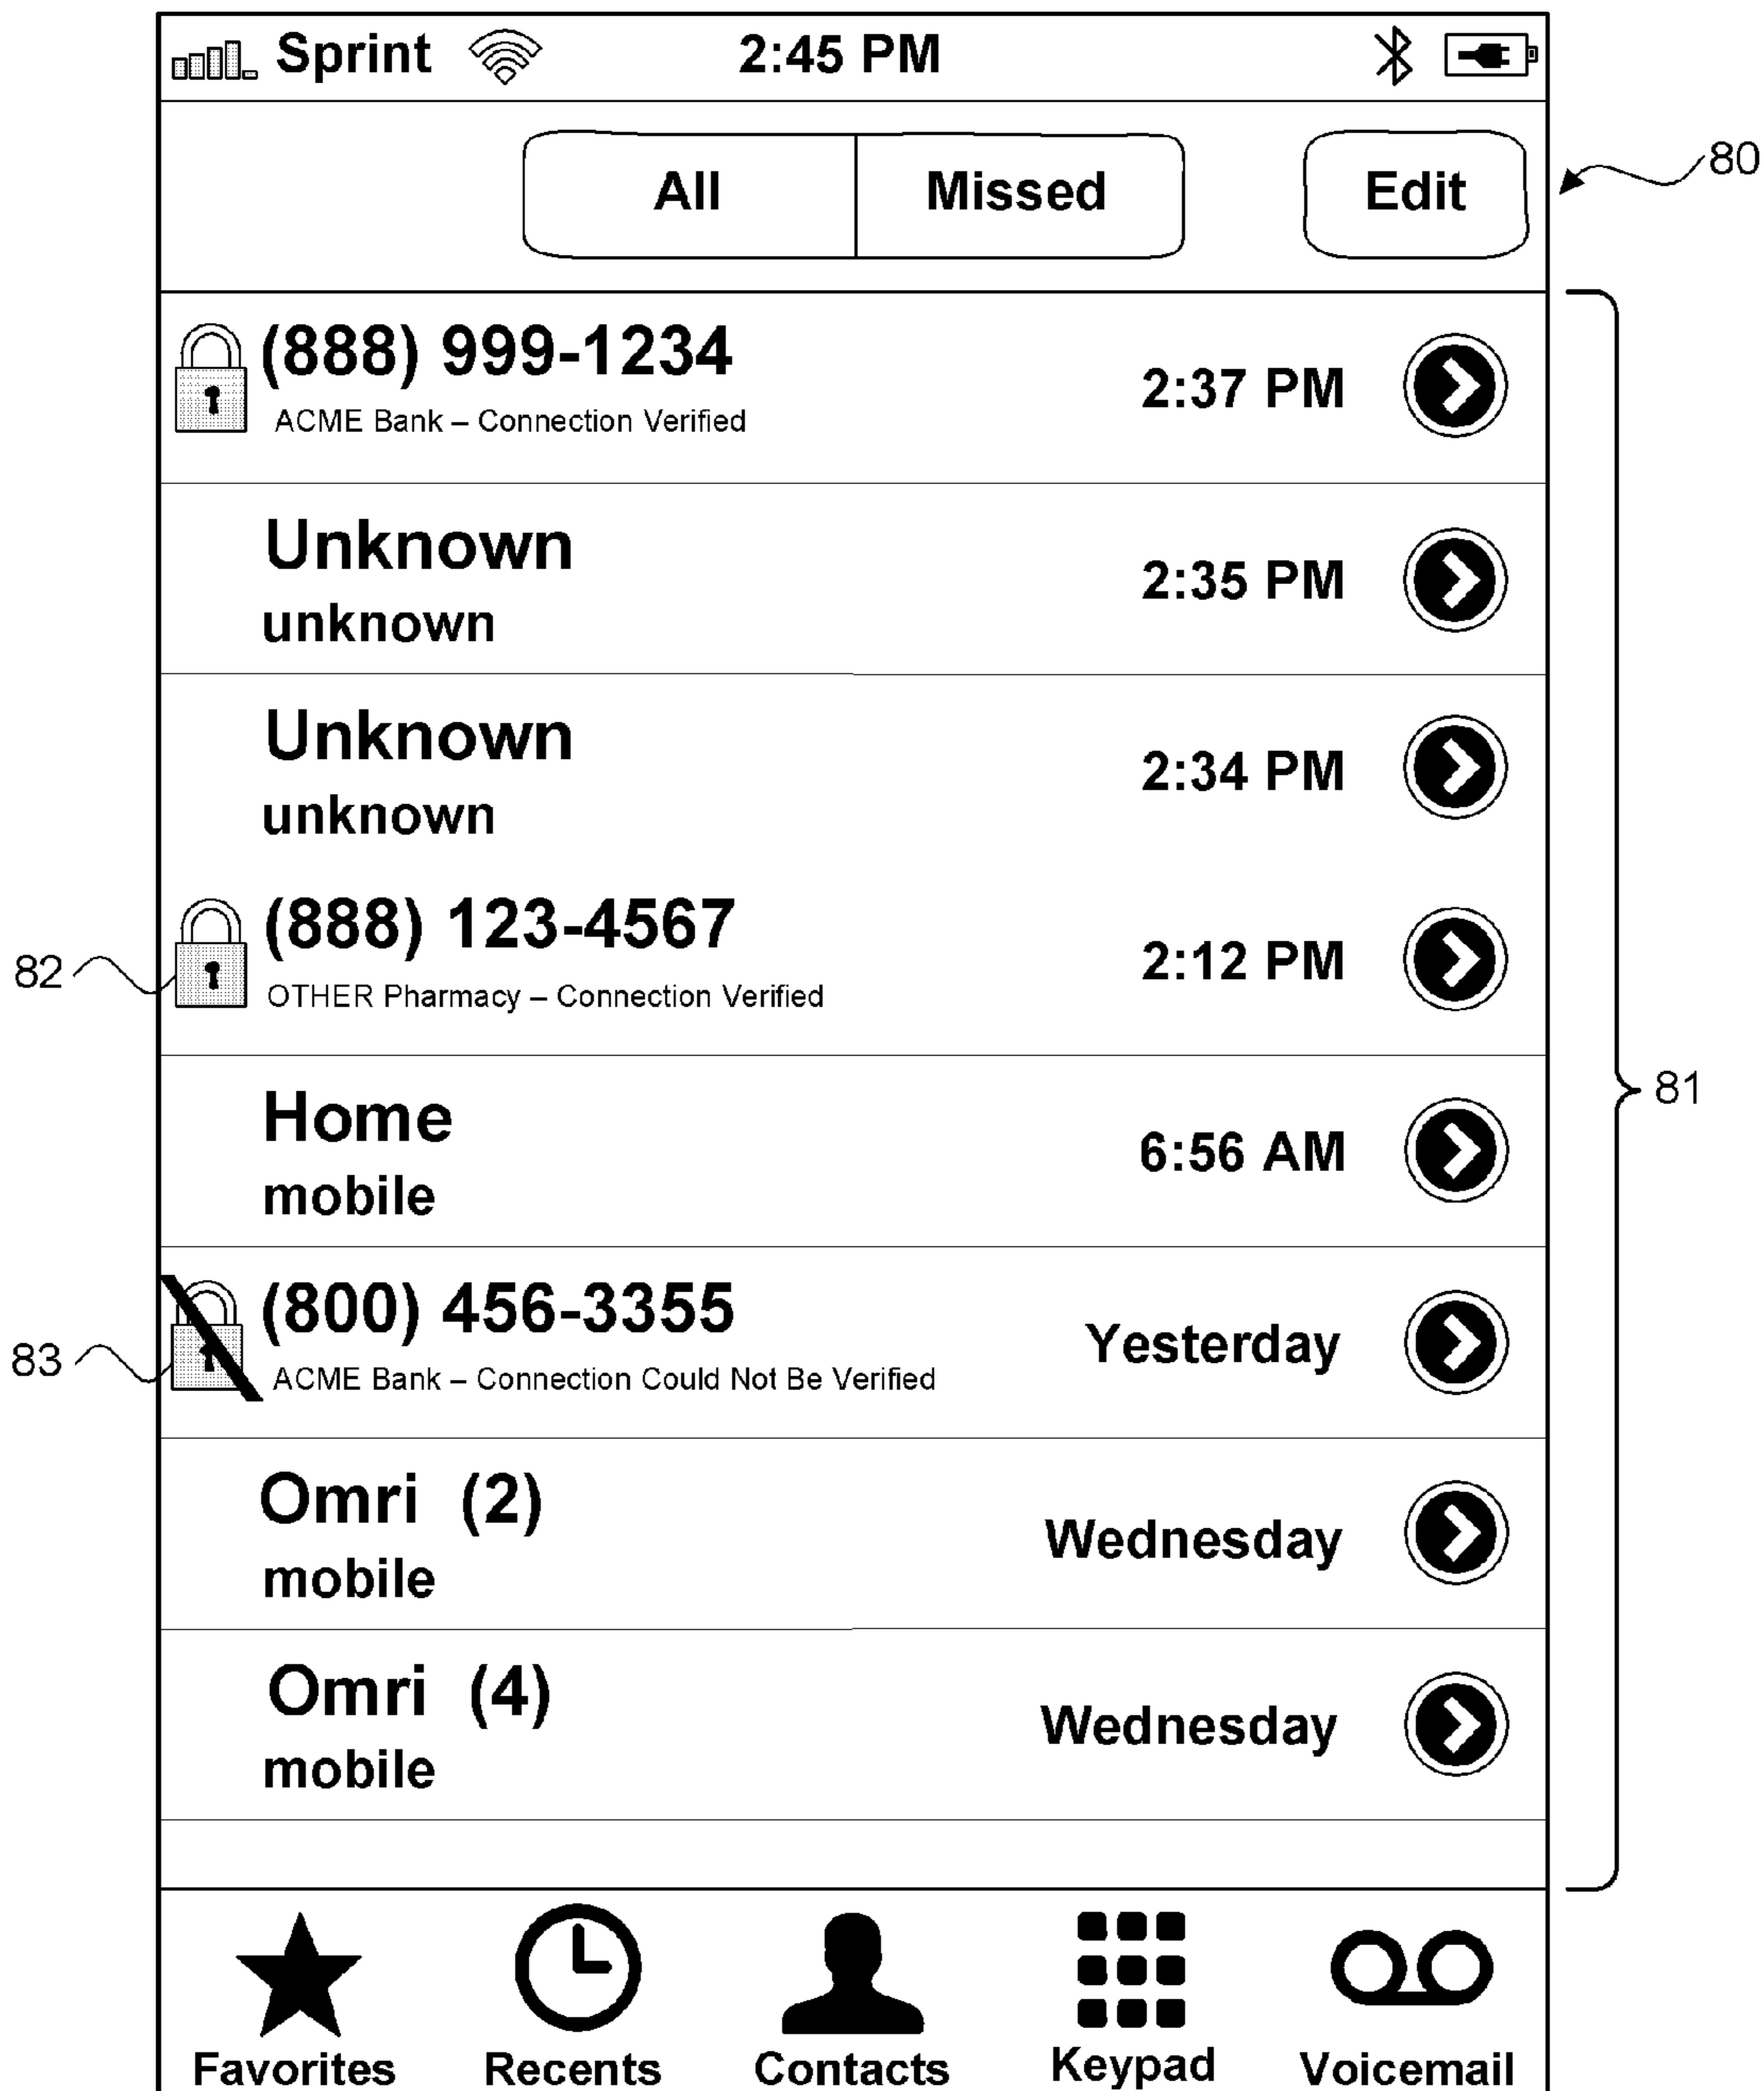 Sprint 2:45 PM
All Missed Edit
80
(888) 999-1234
ACME Bank – Connection Verified
2:37 PM
Unknown
unknown
2:35 PM
Unknown
unknown
2:34 PM
(888) 123-4567
OTHER Pharmacy – Connection Verified
2:12 PM
82
Home
mobile
6:56 AM
81
(800) 456-3355
ACME Bank – Connection Could Not Be Verified
Yesterday
83
Omri (2)
mobile
Wednesday
Omri (4)
mobile
Wednesday
Favorites Recents Contacts Keypad Voicemail